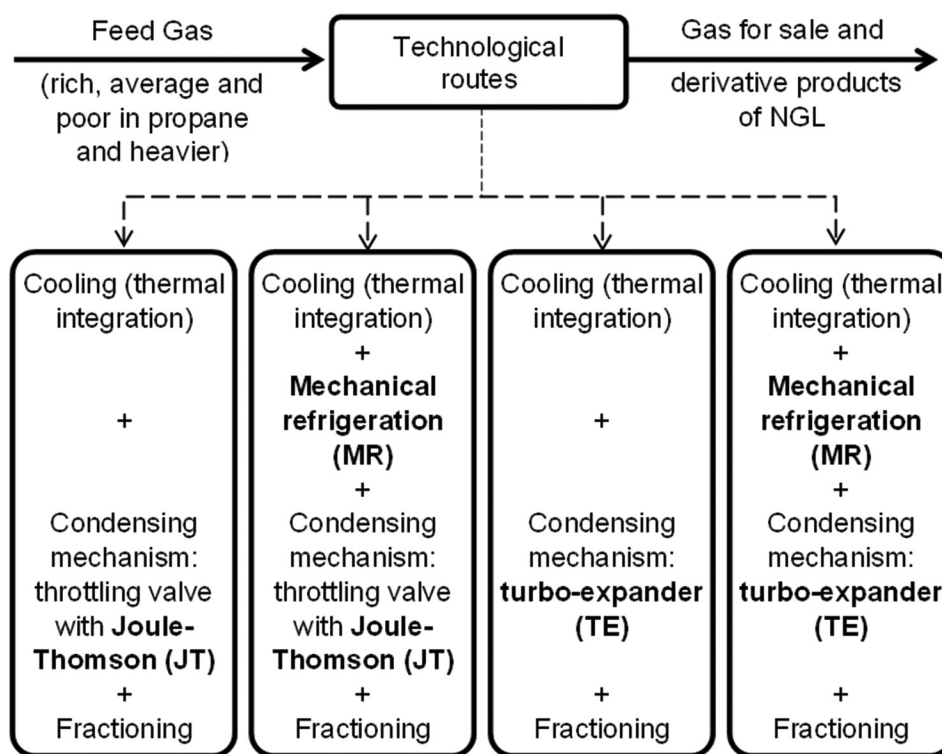 Feed Gas
(rich, average and
poor in propane
and heavier)
Technological
routes
Gas for sale and
derivative products
of NGL
Cooling (thermal
integration)
+
Condensing
mechanism:
throttling valve
with Joule-
Thomson (JT)
+
Fractioning
Cooling (thermal
integration)
+
Mechanical
refrigeration
(MR)
+
Condensing
mechanism:
throttling valve
with Joule-
Thomson (JT)
+
Fractioning
Cooling (thermal
integration)
+
Condensing
mechanism:
turbo-expander
(TE)
+
Fractioning
Cooling (thermal
integration)
+
Mechanical
refrigeration
(MR)
+
Condensing
mechanism:
turbo-expander
(TE)
+
Fractioning